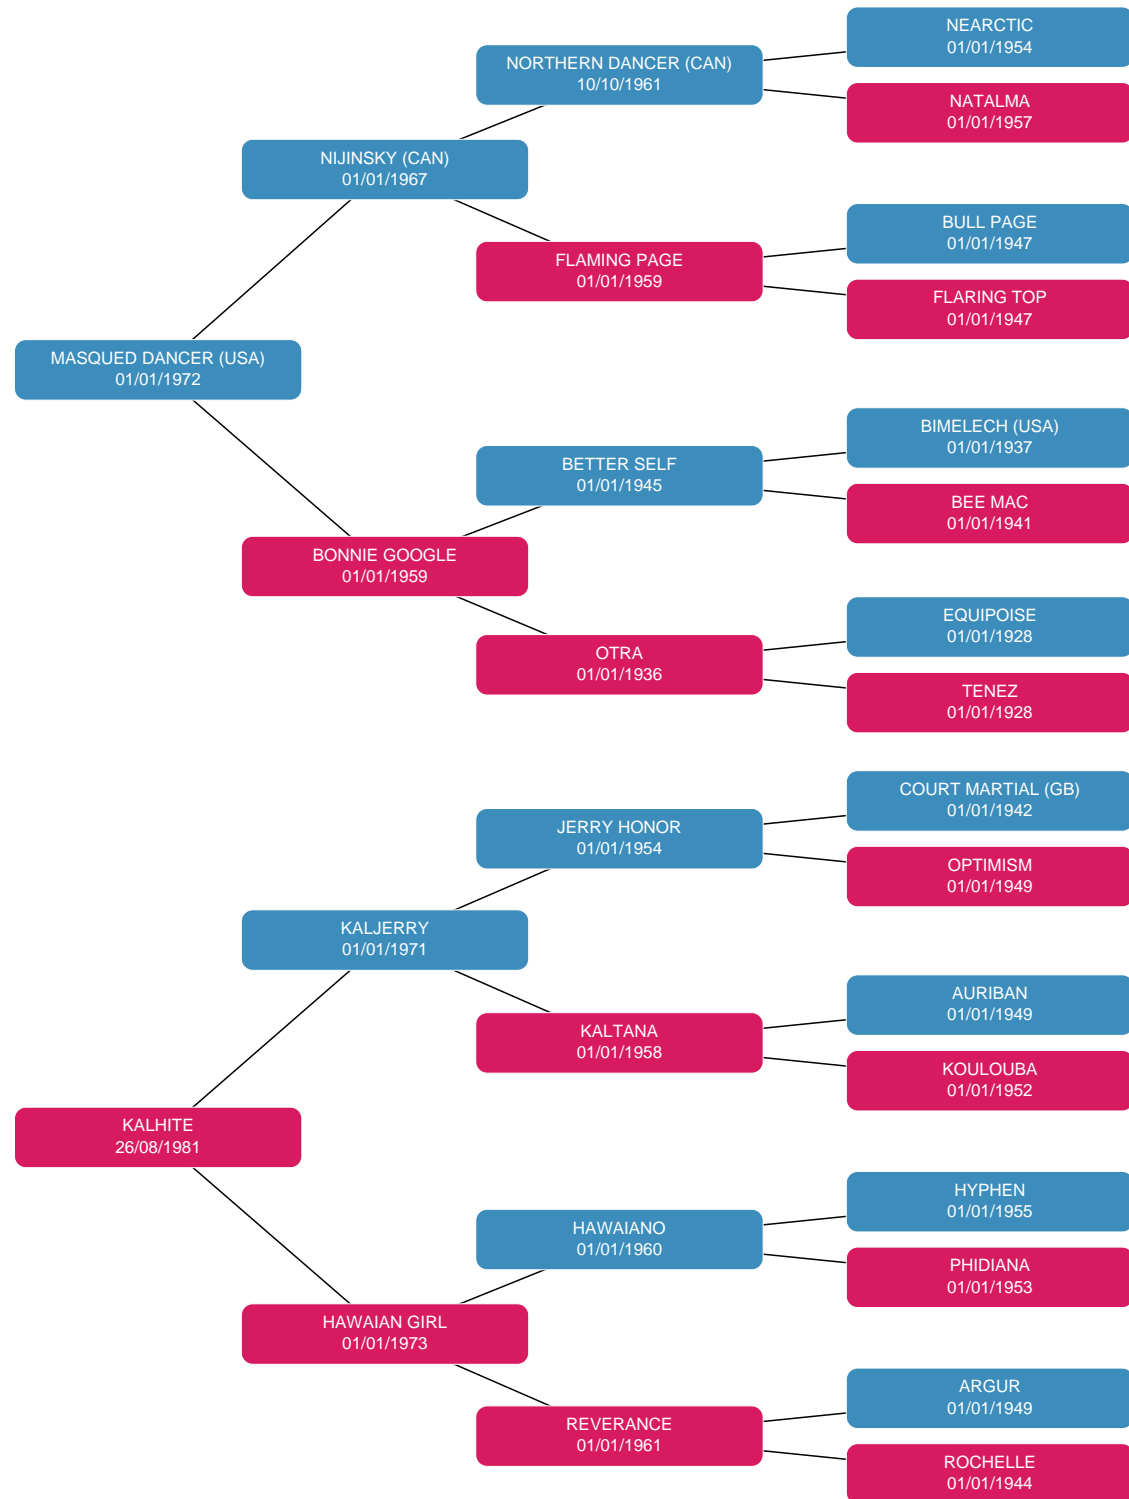 NEARCTIC
01/01/1954
NORTHERN DANCER (CAN)
10/10/1961
NATALMA
01/01/1957
NIJINSKY (CAN)
01/01/1967
BULL PAGE
01/01/1947
FLAMING PAGE
01/01/1959
FLARING TOP
01/01/1947
MASQUED DANCER (USA)
01/01/1972
BIMELECH (USA)
01/01/1937
BETTER SELF
01/01/1945
BEE MAC
01/01/1941
BONNIE GOOGLE
01/01/1959
EQUIPOISE
01/01/1928
OTRA
01/01/1936
TENEZ
01/01/1928
COURT MARTIAL (GB)
01/01/1942
JERRY HONOR
01/01/1954
OPTIMISM
01/01/1949
KALJERRY
01/01/1971
AURIBAN
01/01/1949
KALTANA
01/01/1958
KOULOUBA
01/01/1952
KALHITE
26/08/1981
HYPHEN
01/01/1955
HAWAIANO
01/01/1960
PHIDIANA
01/01/1953
HAWAIAN GIRL
01/01/1973
ARGUR
01/01/1949
REVERANCE
01/01/1961
ROCHELLE
01/01/1944